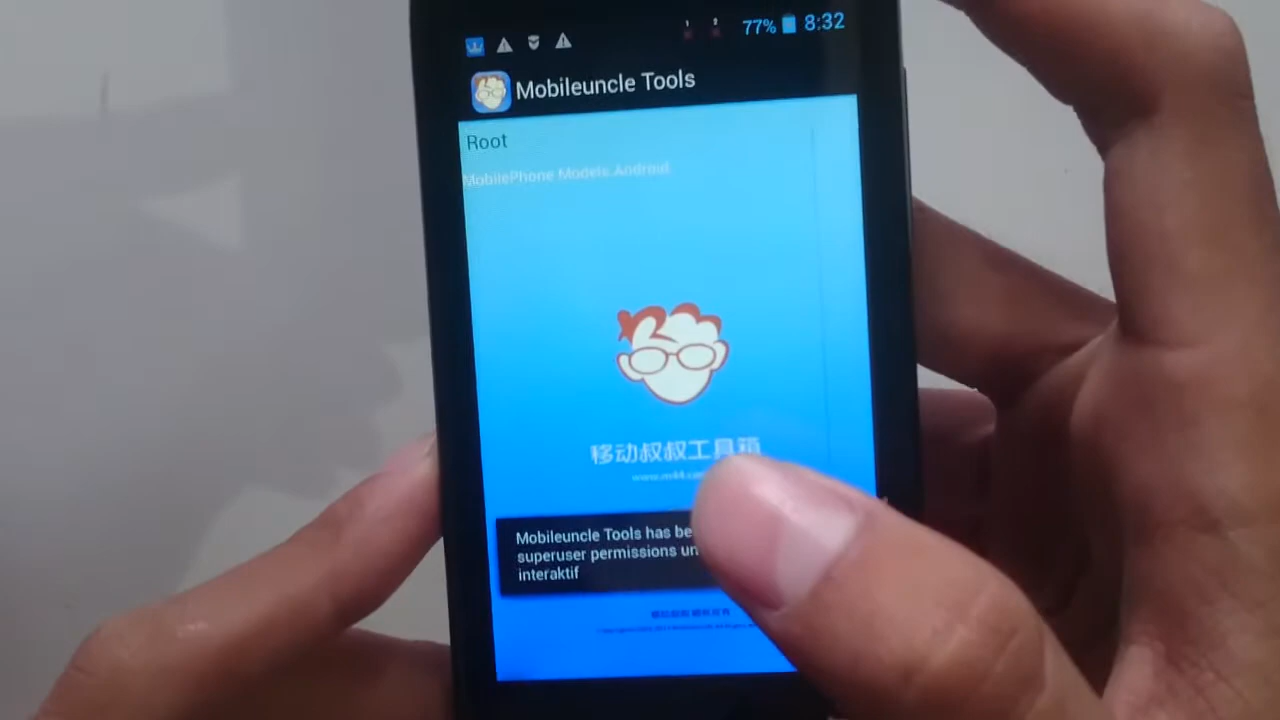 77% 8:32
Mobileuncle Tools
Root
MobilePhone Models:Android
移动叔叔工具箱
Mobileuncle Tools has be
superuser permissions un
interaktif